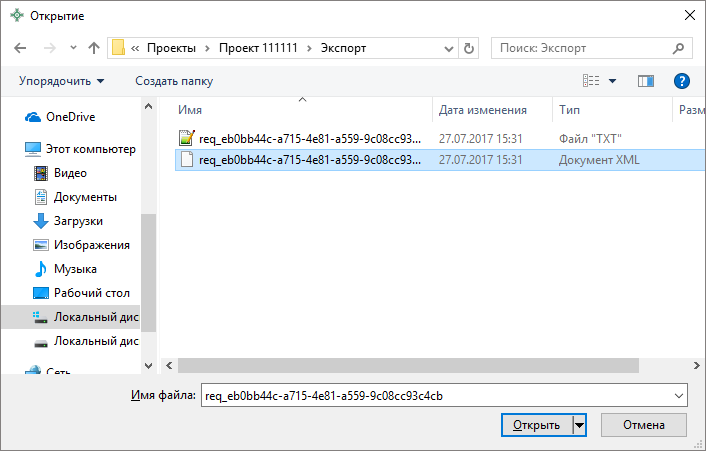 Открытие
« Проекты > Проект 111111 > Экспорт
Поиск: Экспорт
Упорядочить
Создать папку
?
Имя
Дата изменения
Тип
Разм
OneDrive
Этот компьютер
Видео
Документы
Загрузки
Изображения
Музыка
Рабочий стол
Локальный дис
Локальный дис
Сеть
req_eb0bb44c-a715-4e81-a559-9c08cc93... 27.07.2017 15:31 Файл "TXT"
req_eb0bb44c-a715-4e81-a559-9c08cc93... 27.07.2017 15:31 Документ XML
Имя файла: req_eb0bb44c-a715-4e81-a559-9c08cc93c4cb
Открыть
Отмена